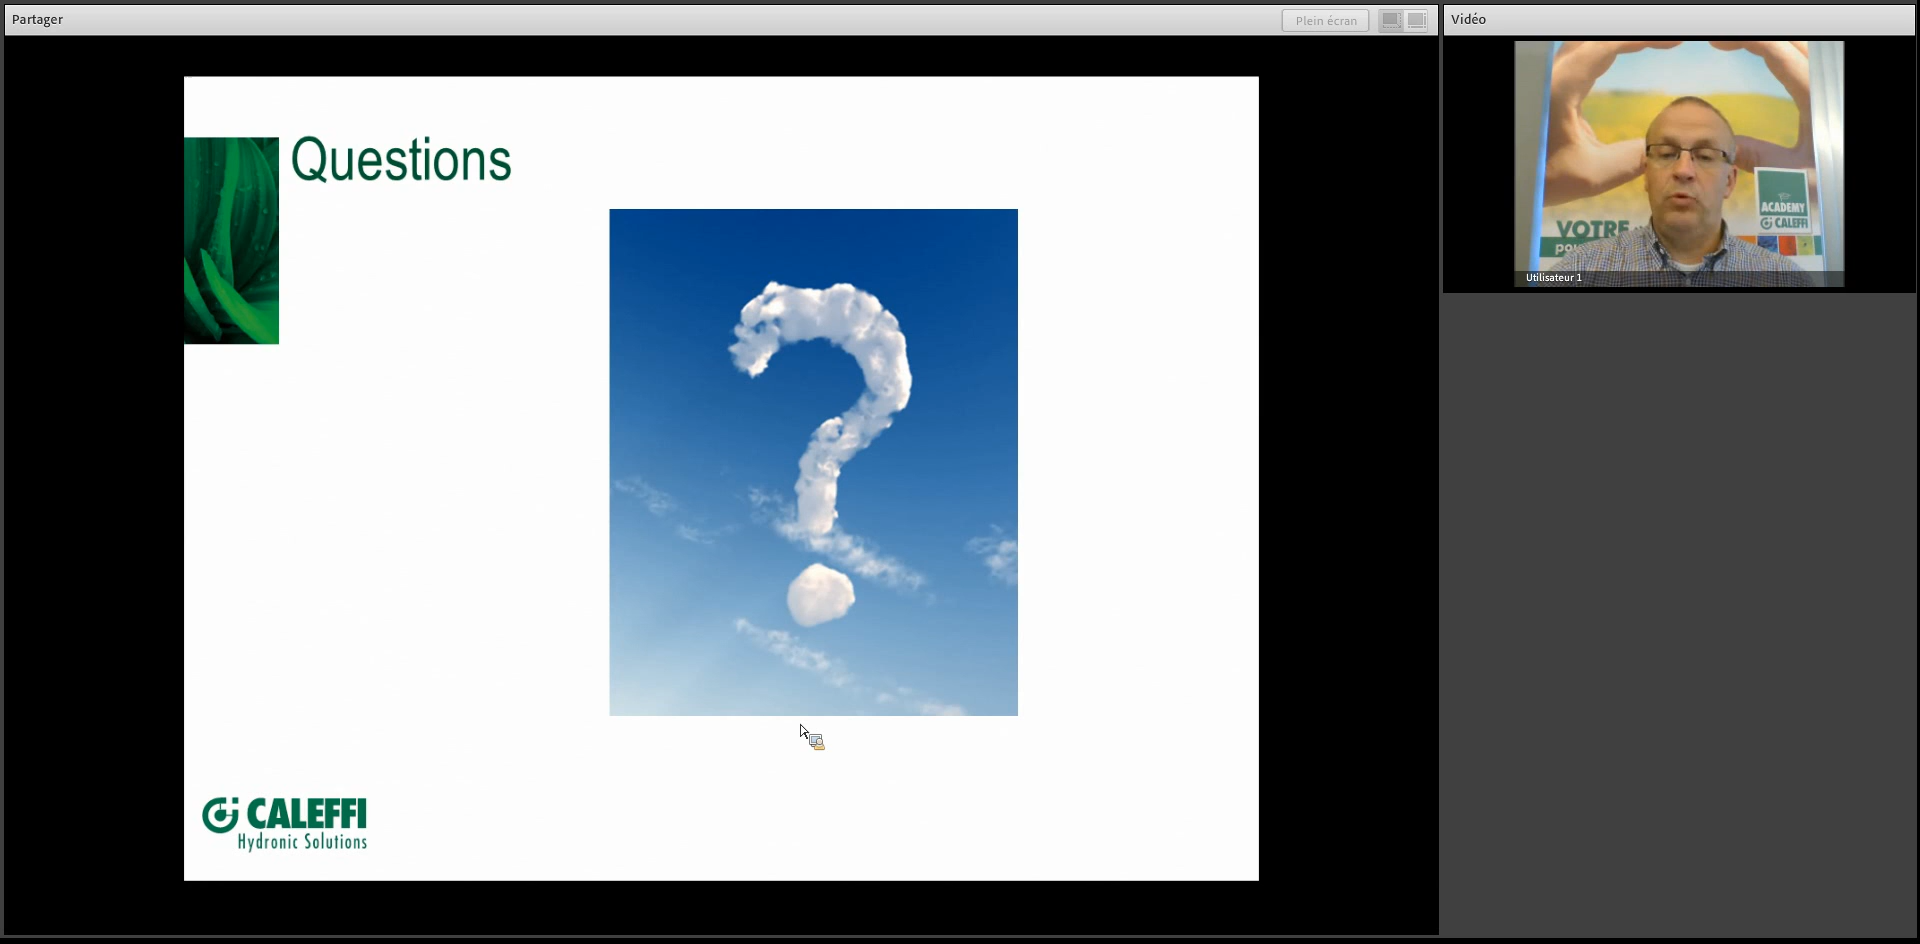 Partager
Plein écran
Vidéo
Questions
ACADEMY
CALEFFI
VOTRE
Utilisateur 1
CALEFFI
Hydronic Solutions